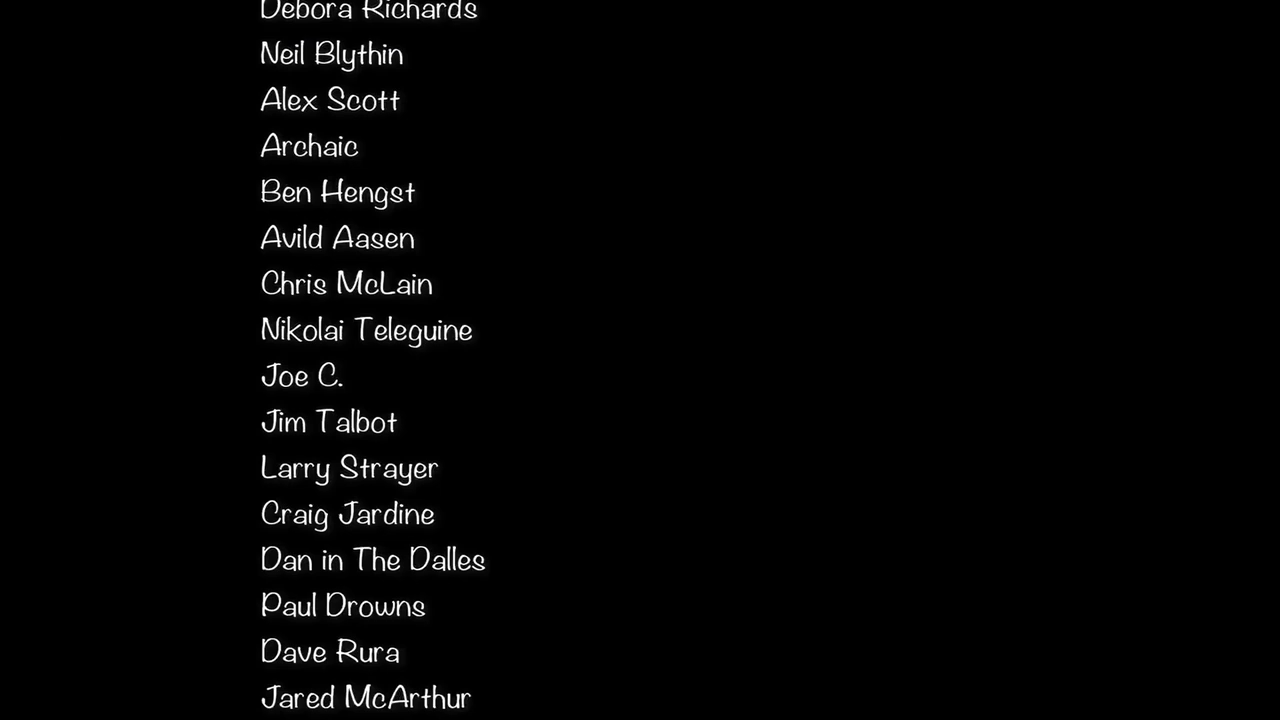 Debora Richards
Neil Blythin
Alex Scott
Archaic
Ben Hengst
Avild Aasen
Chris McLain
Nikolai Teleguine
Joe C.
Jim Talbot
Larry Strayer
Craig Jardine
Dan in The Dalles
Paul Drowns
Dave Rura
Jared McArthur